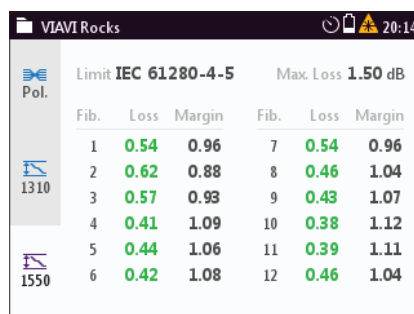 VIAVI Rocks 20:14
Limit IEC 61280-4-5 Max. Loss 1.50 dB
Pol.
Fib. Loss Margin Fib. Loss Margin
1 0.54 0.96 7 0.54 0.96
2 0.62 0.88 8 0.46 1.04
1310
3 0.57 0.93 9 0.43 1.07
4 0.41 1.09 10 0.38 1.12
5 0.44 1.06 11 0.39 1.11
1550
6 0.42 1.08 12 0.46 1.04